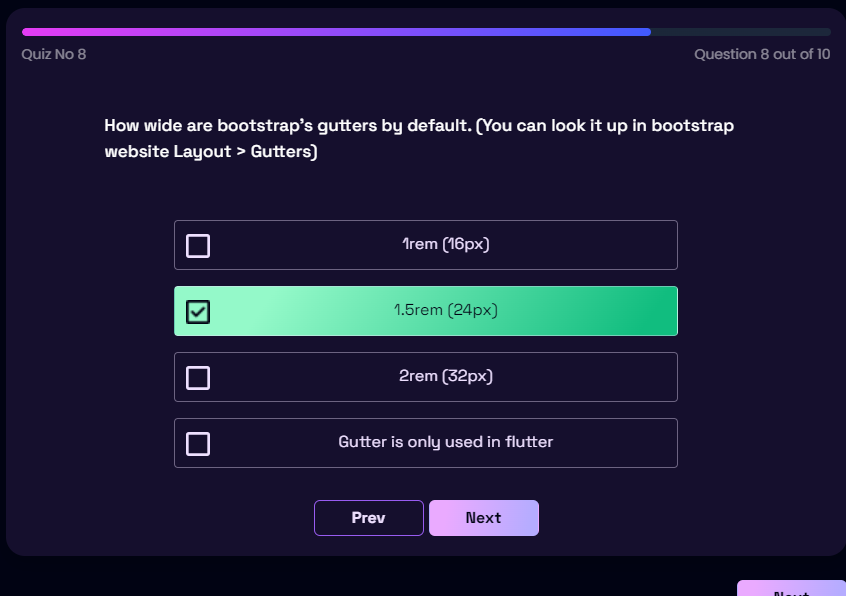 Quiz No 8
Question 8 out of 10
How wide are bootstrap's gutters by default. (You can look it up in bootstrap
website Layout > Gutters)
1rem (16px)
1.5rem (24px)
2rem (32px)
Gutter is only used in flutter
Prev
Next
Next